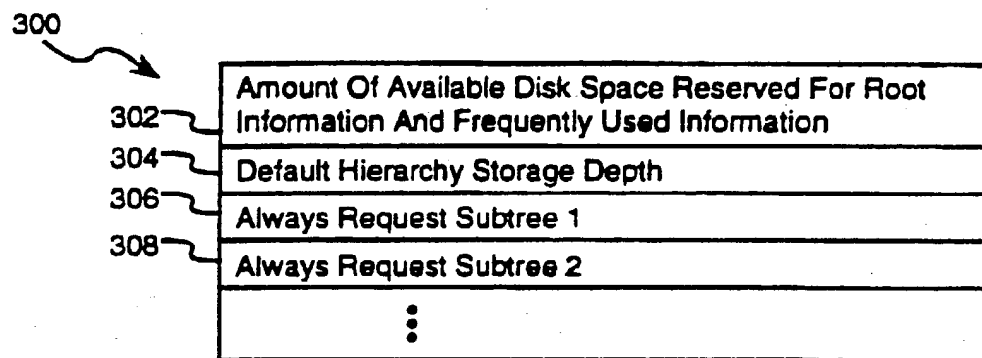 300
Amount Of Available Disk Space Reserved For Root
302 Information And Frequently Used Information
304 Default Hierarchy Storage Depth
306
Always Request Subtree 1
308
Always Request Subtree 2